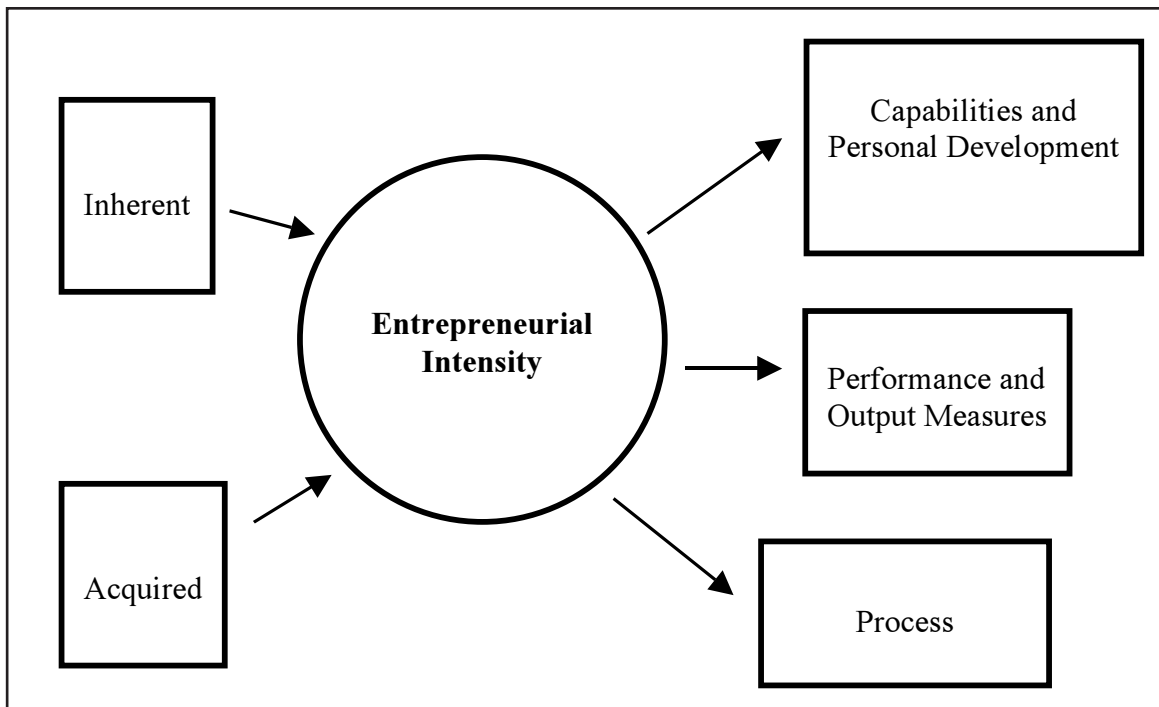 Inherent
Acquired
Entrepreneurial
Intensity
Capabilities and
Personal Development
Performance and
Output Measures
Process